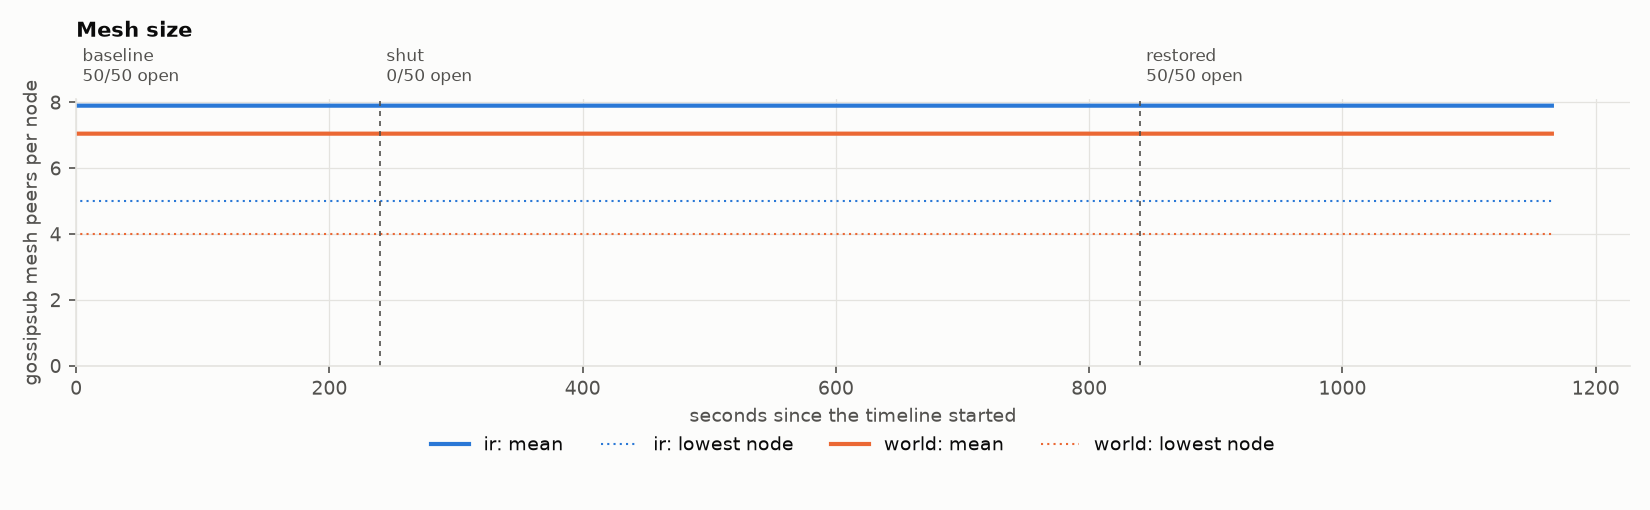 Mesh size
baseline
50/50 open
shut
0/50 open
restored
50/50 open
gossipsub mesh peers per node
8
6
4
2
0
0 200 400 600 800 1000 1200
seconds since the timeline started
ir: mean ir: lowest node world: mean world: lowest node